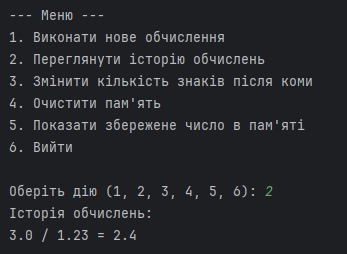 --- Меню ---
1. Виконати нове обчислення
2. Переглянути історію обчислень
3. Змінити кількість знаків після коми
4. Очистити пам'ять
5. Показати збережене число в пам'яті
6. Вийти
Оберіть дію (1, 2, 3, 4, 5, 6): 2
Історія обчислень:
3.0 / 1.23 = 2.4